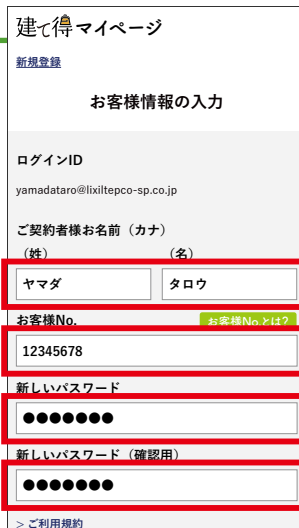 建て得マイページ
新規登録
お客様情報の入力
ログインID
yamadataro@lixiltepco-sp.co.jp
ご契約者様お名前（カナ）
（姓） （名）
ヤマダ タロウ
お客様No. お客様No.とは?
12345678
新しいパスワード
●●●●●●●
新しいパスワード（確認用）
●●●●●●●
> ご利用規約